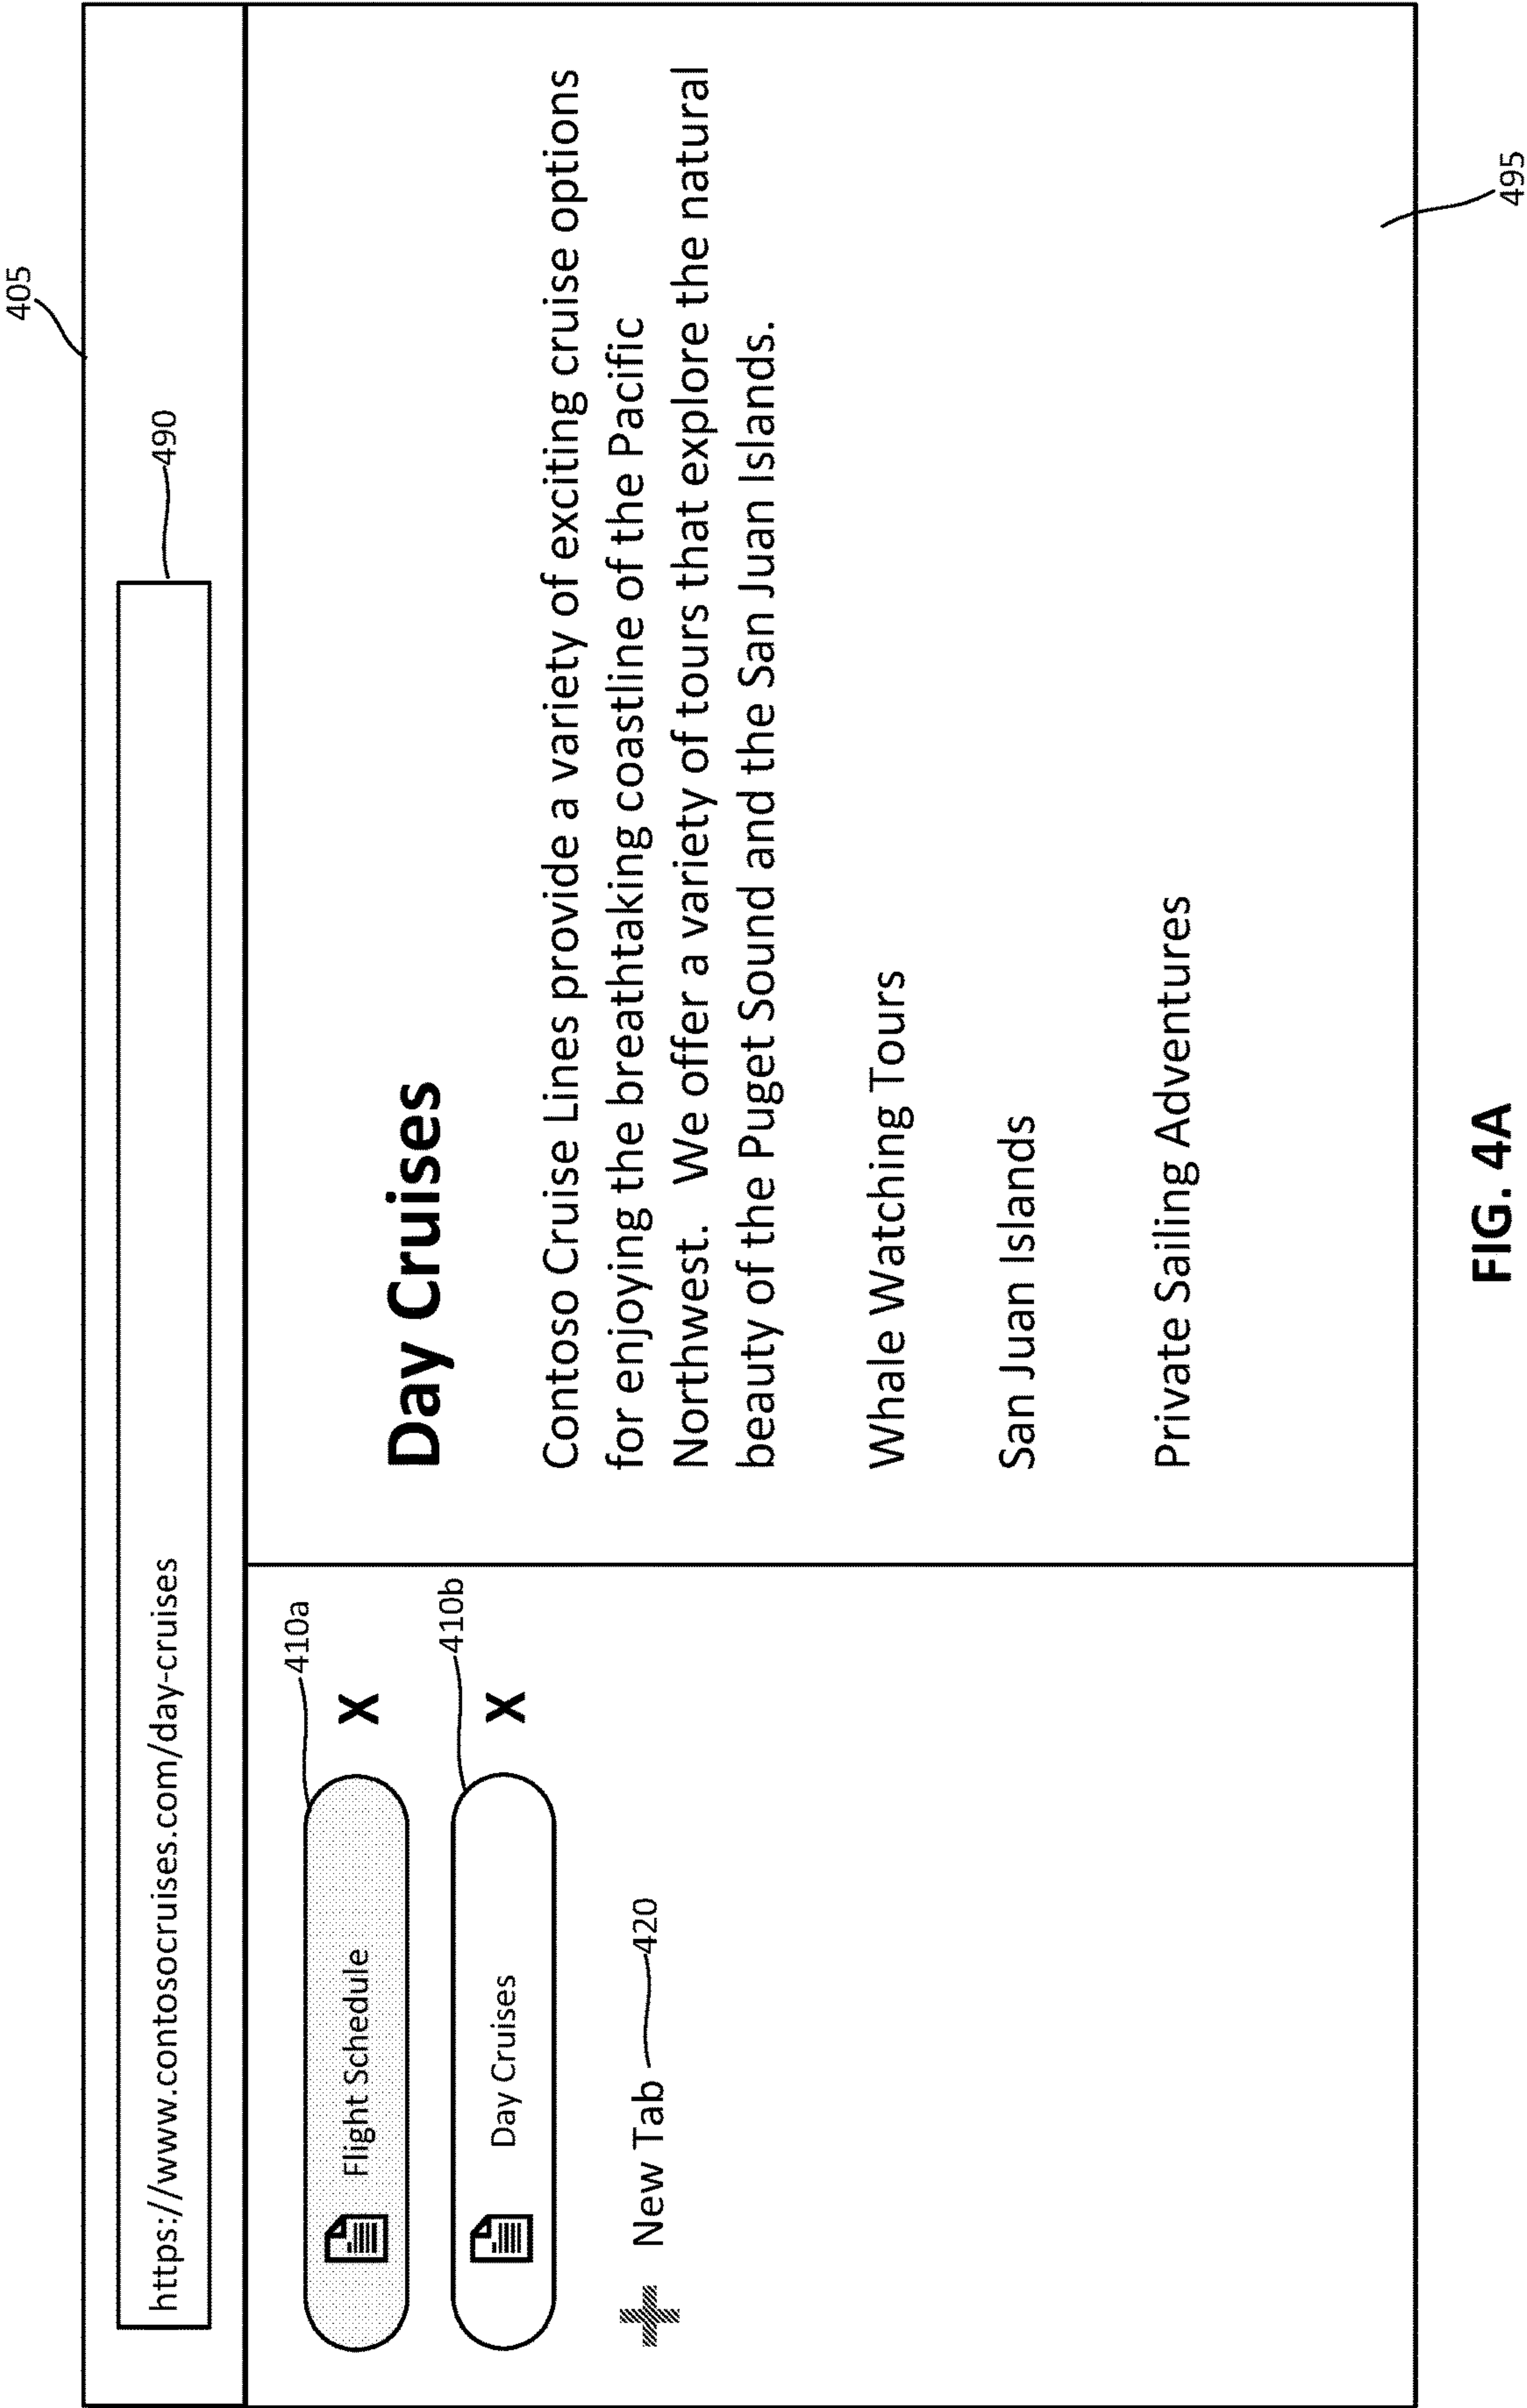 405
490
https://www.contosocruises.com/day-cruises
410a
Flight Schedule
X
410b
Day Cruises
X
New Tab
420
Day Cruises
Contoso Cruise Lines provide a variety of exciting cruise options
for enjoying the breathtaking coastline of the Pacific
Northwest. We offer a variety of tours that explore the natural
beauty of the Puget Sound and the San Juan Islands.
Whale Watching Tours
San Juan Islands
Private Sailing Adventures
495
FIG. 4A